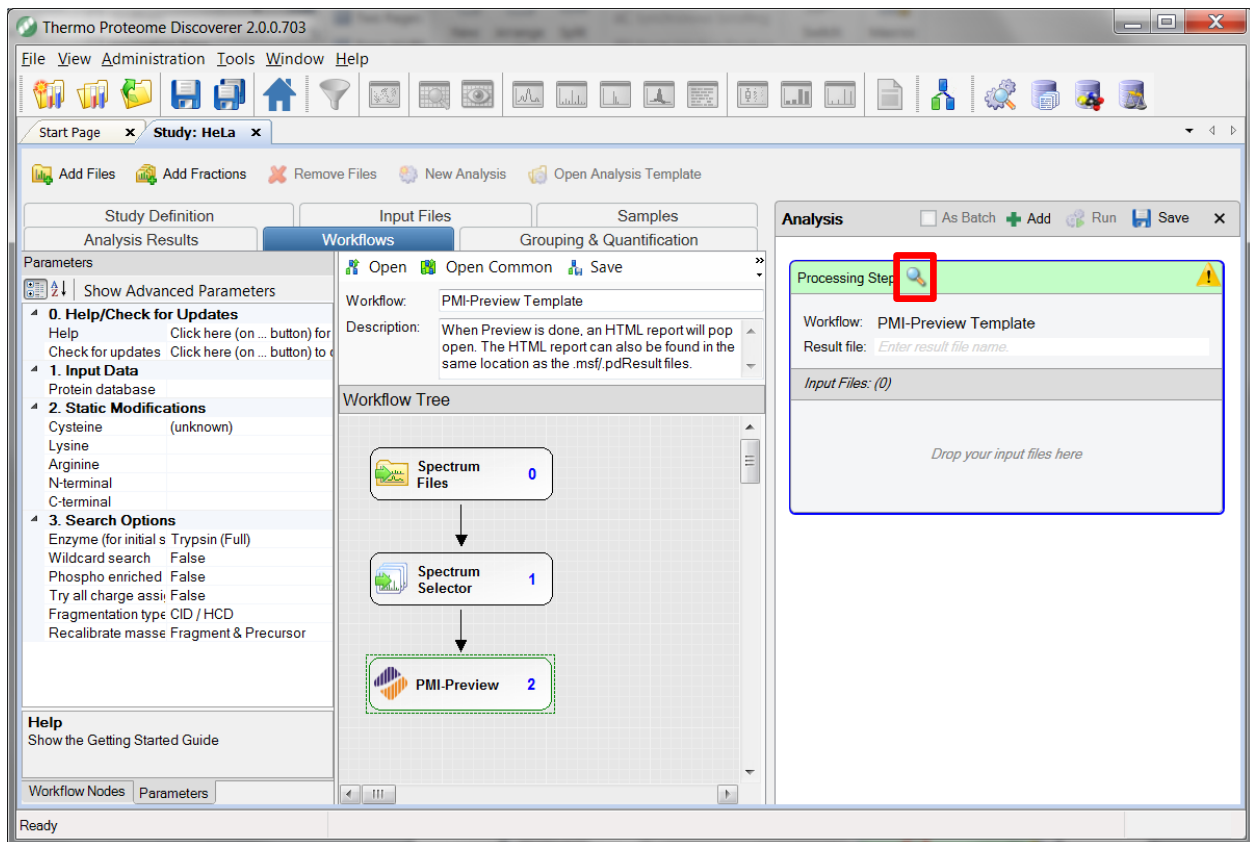 Thermo Proteome Discoverer 2.0.0.703
File View Administration Tools Window Help
Start Page x Study: HeLa x
Add Files Add Fractions Remove Files New Analysis Open Analysis Template
Study Definition Input Files Samples
Analysis Results Workflows Grouping & Quantification
Parameters
Show Advanced Parameters
0. Help/Check for Updates
Help Click here (on ... button) for
Check for updates Click here (on ... button) to
1. Input Data
Protein database
2. Static Modifications
Cysteine (unknown)
Lysine
Arginine
N-terminal
C-terminal
3. Search Options
Enzyme (for initial s Trypsin (Full)
Wildcard search False
Phospho enriched False
Try all charge assi False
Fragmentation type CID / HCD
Recalibrate masse Fragment & Precursor
Help
Show the Getting Started Guide
Workflow Nodes Parameters
Open Open Common Save
Workflow: PMI-Preview Template
Description: When Preview is done, an HTML report will pop
open. The HTML report can also be found in the
same location as the .msf/.pdResult files.
Workflow Tree
Spectrum
Files 0
Spectrum
Selector 1
PMI-Preview 2
Analysis As Batch Add Run Save x
Processing Step
Workflow: PMI-Preview Template
Result file: Enter result file name.
Input Files: (0)
Drop your input files here
Ready